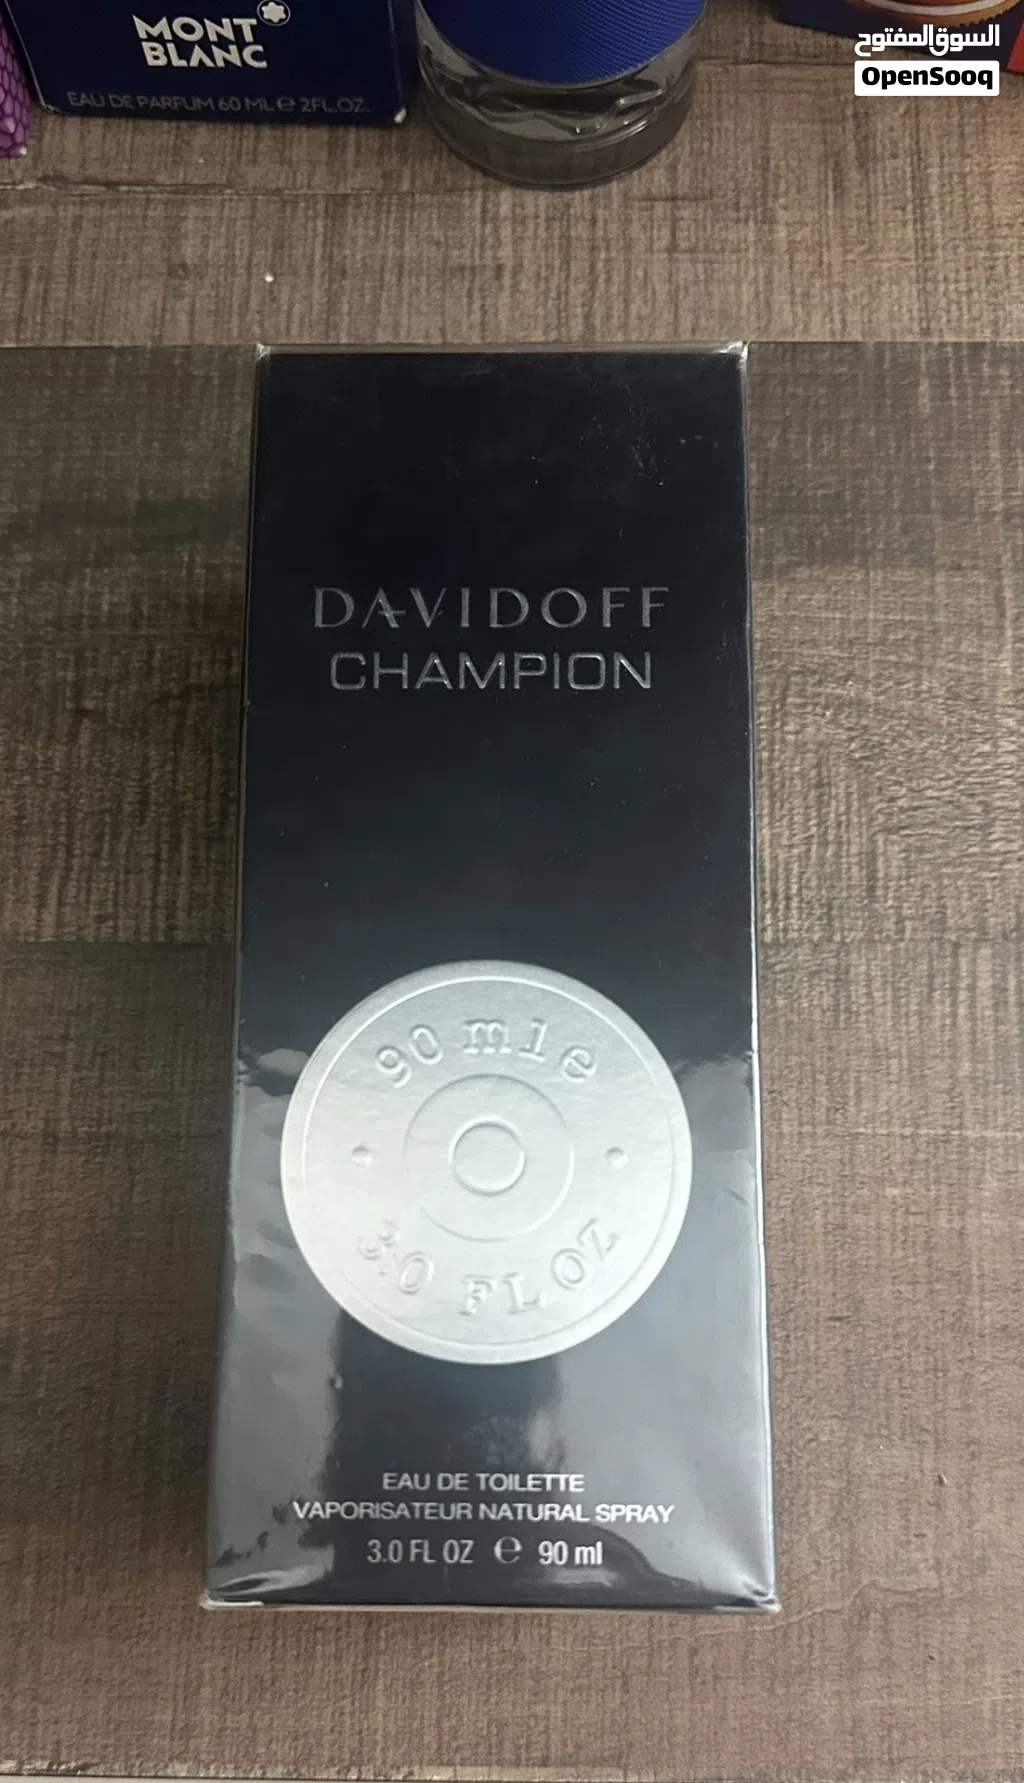 MONT
BLANC
EAU DE PARFUM 60 ML e 2FL.OZ.
السوق المفتوح
OpenSooq
DAVIDOFF
CHAMPION
90 ml e
3.0 FL OZ
EAU DE TOILETTE
VAPORISATEUR NATURAL SPRAY
3.0 FL OZ e 90 ml